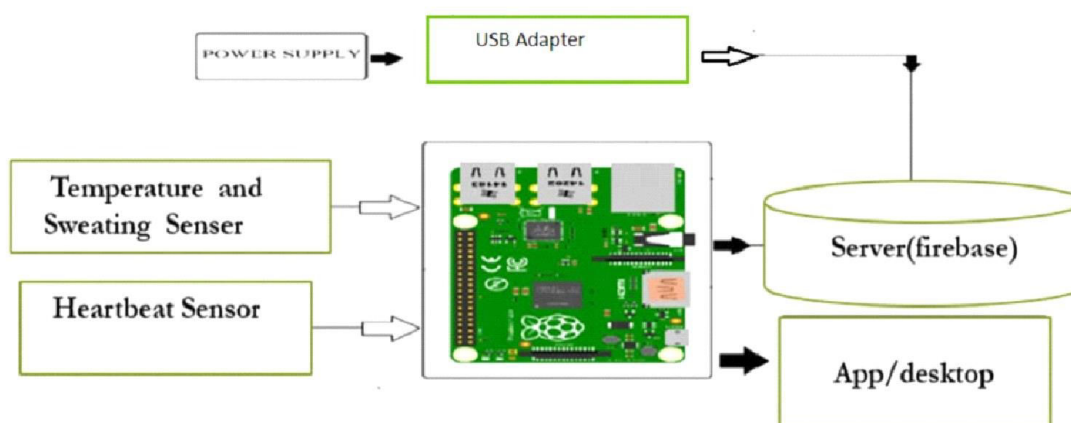 USB Adapter
POWER SUPPLY
Temperature and
Sweating Senser
Server(firebase)
Heartbeat Sensor
App/desktop